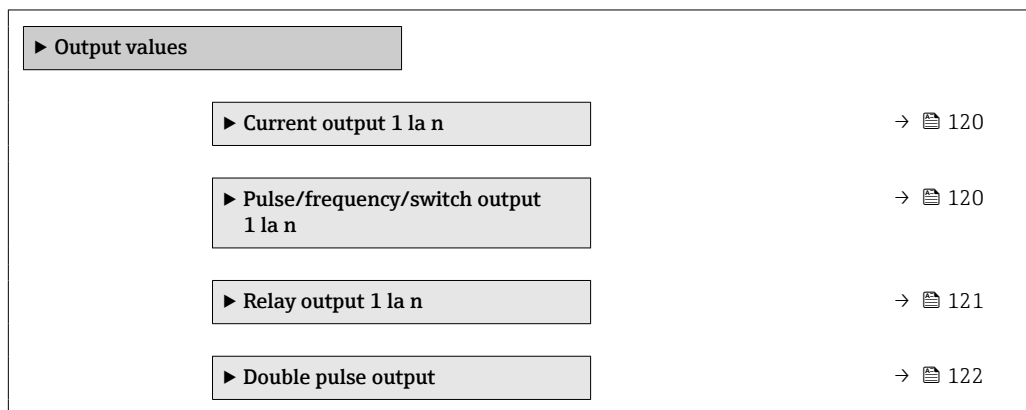 ▶ Output values
▶ Current output 1 la n → 120
▶ Pulse/frequency/switch output
1 la n → 120
▶ Relay output 1 la n → 121
▶ Double pulse output → 122